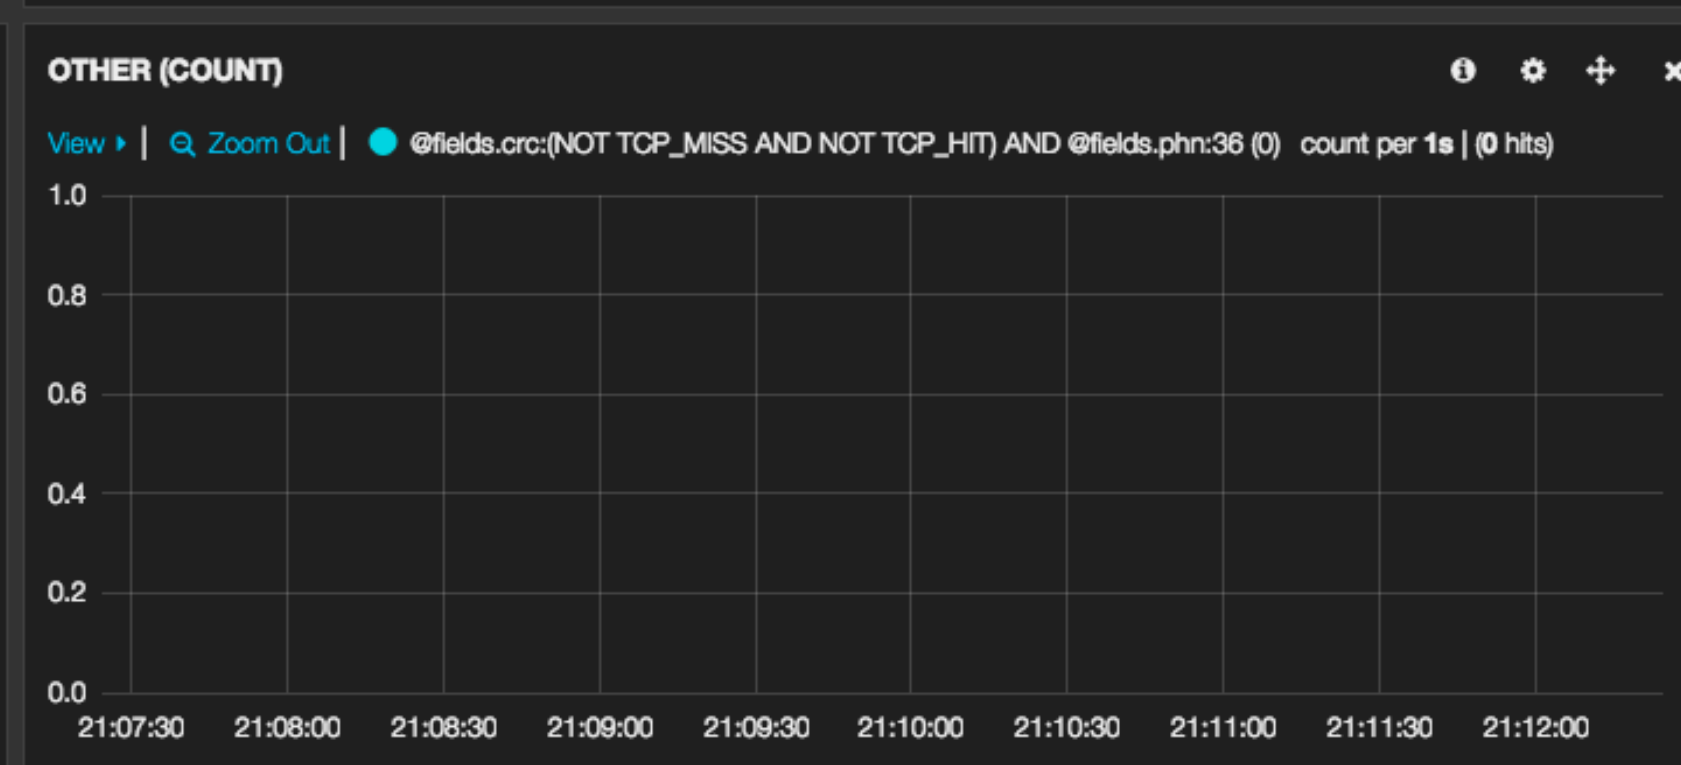 OTHER (COUNT)
View | Zoom Out | @fields.crc:(NOT TCP_MISS AND NOT TCP_HIT) AND @fields.phn:36 (0) count per 1s | (0 hits)
1.0
0.8
0.6
0.4
0.2
0.0
21:07:30 21:08:00 21:08:30 21:09:00 21:09:30 21:10:00 21:10:30 21:11:00 21:11:30 21:12:00